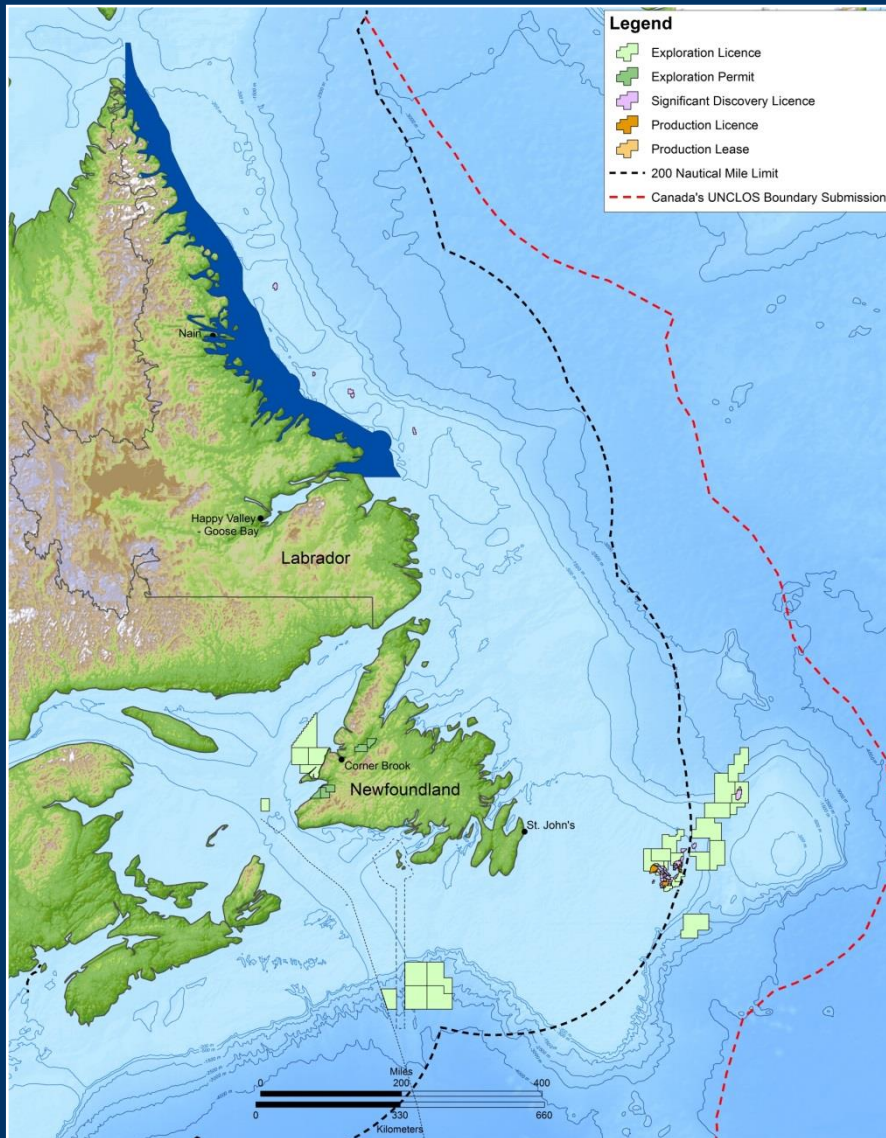 Legend
Exploration Licence
Exploration Permit
Significant Discovery Licence
Production Licence
Production Lease
200 Nautical Mile Limit
Canada's UNCLOS Boundary Submission
Nain
Happy Valley
- Goose Bay
Labrador
Corner Brook
Newfoundland
St. John's
Miles
0 200 400
0 330 660
Kilometers